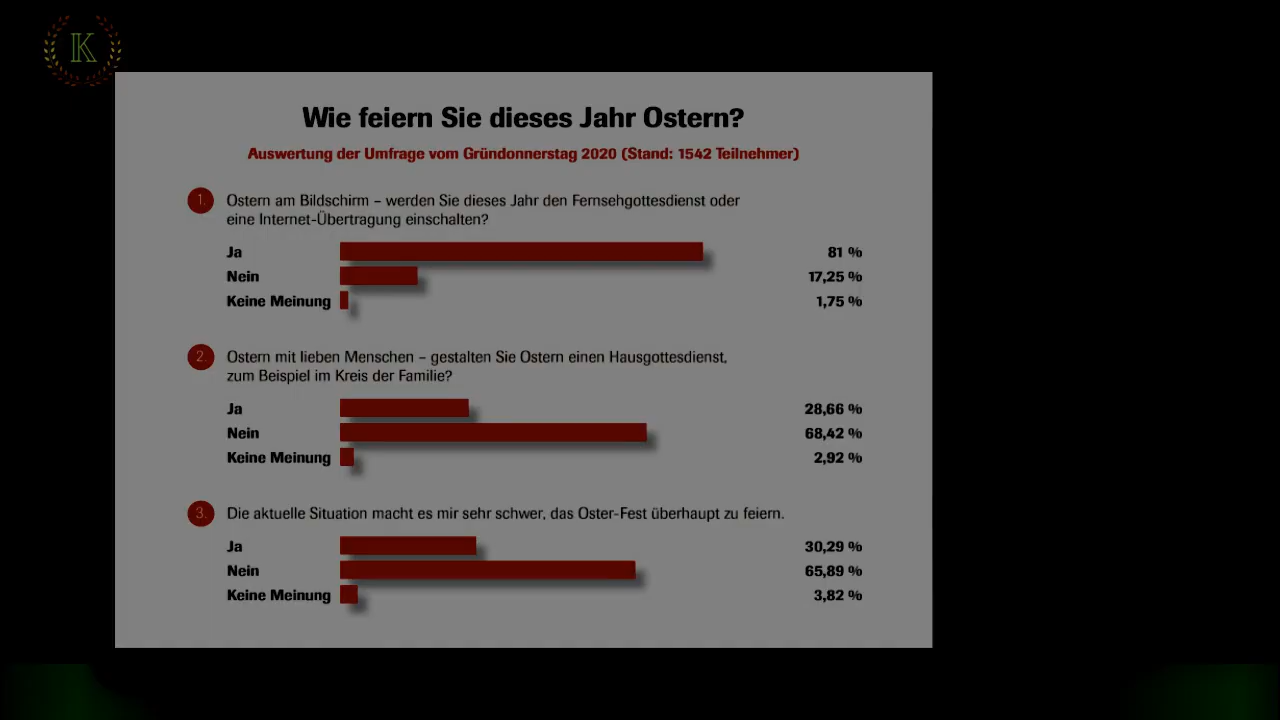 K
Wie feiern Sie dieses Jahr Ostern?
Auswertung der Umfrage vom Gründonnerstag 2020 (Stand: 1542 Teilnehmer)
1. Ostern am Bildschirm – werden Sie dieses Jahr den Fernsehgottesdienst oder
eine Internet-Übertragung einschalten?
Ja 81 %
Nein 17,25 %
Keine Meinung 1,75 %
2. Ostern mit lieben Menschen – gestalten Sie Ostern einen Hausgottesdienst,
zum Beispiel im Kreis der Familie?
Ja 28,66 %
Nein 68,42 %
Keine Meinung 2,92 %
3. Die aktuelle Situation macht es mir sehr schwer, das Oster-Fest überhaupt zu feiern.
Ja 30,29 %
Nein 65,89 %
Keine Meinung 3,82 %